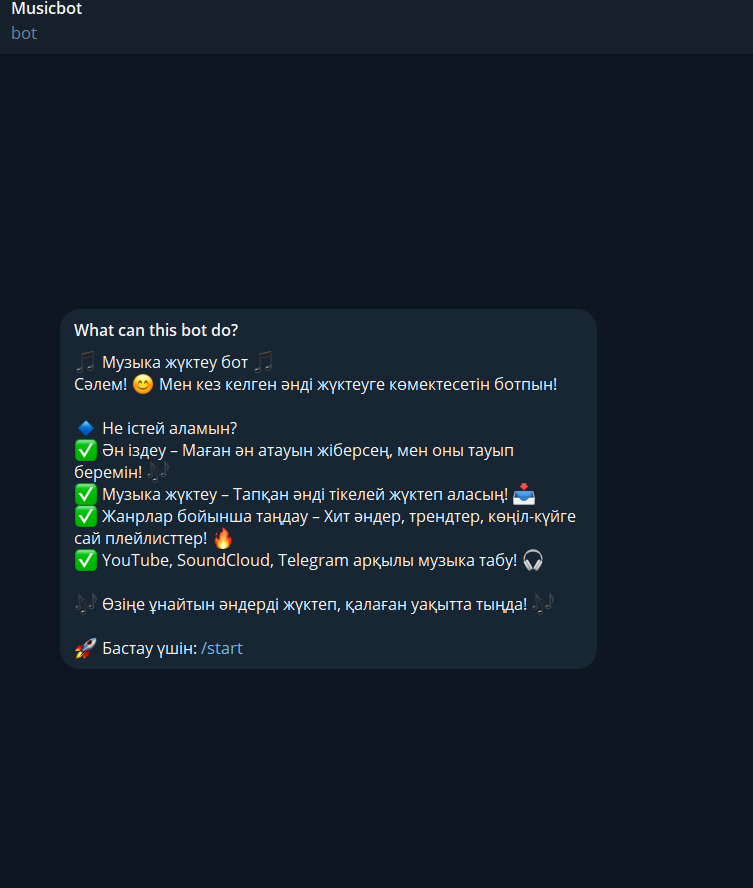 Musicbot
bot
What can this bot do?
🎵 Музыка жүктеу бот 🎵
Сәлем! 😊 Мен кез келген әнді жүктеуге көмектесетін ботпын!
🔷 Не істей аламын?
✅ Ән іздеу – Маған ән атауын жіберсең, мен оны тауып
беремін! 🎶
✅ Музыка жүктеу – Тапқан әнді тікелей жүктеп аласың! 📥
✅ Жанрлар бойынша таңдау – Хит әндер, трендтер, көңіл-күйге
сай плейлисттер! 🔥
✅ YouTube, SoundCloud, Telegram арқылы музыка табу! 🎧
🎶 Өзіңе ұнайтын әндерді жүктеп, қалаған уақытта тыңда! 🎶
🚀 Бастау үшін: /start